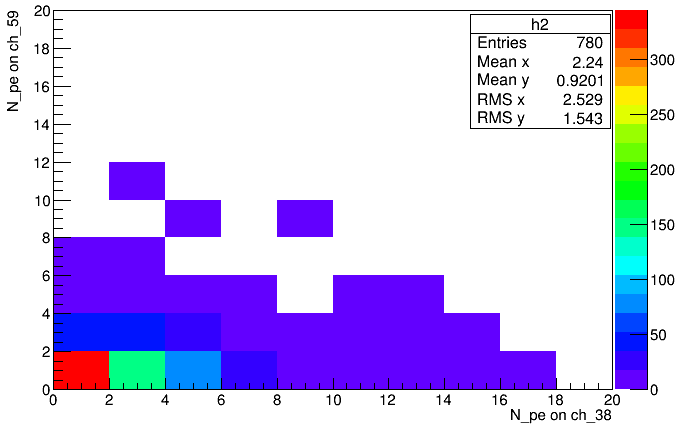 N_pe on ch_59
20
18
16
14
12
10
8
6
4
2
0
h2
Entries 780
Mean x 2.24
Mean y 0.9201
RMS x 2.529
RMS y 1.543
300
250
200
150
100
50
0
0 2 4 6 8 10 12 14 16 18 20
N_pe on ch_38